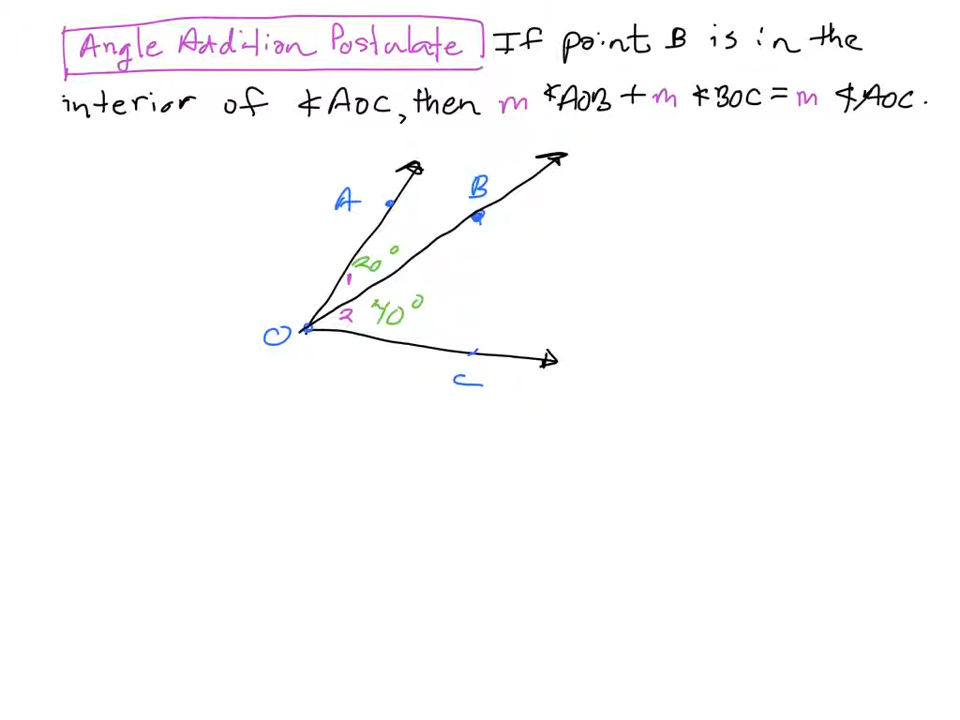 Angle Addition Postulate If point B is in the
interior of ∢AOC, then m ∢AOB + m ∢BOC = m ∢AOC.
A
B
20°
1
2 40°
O
C